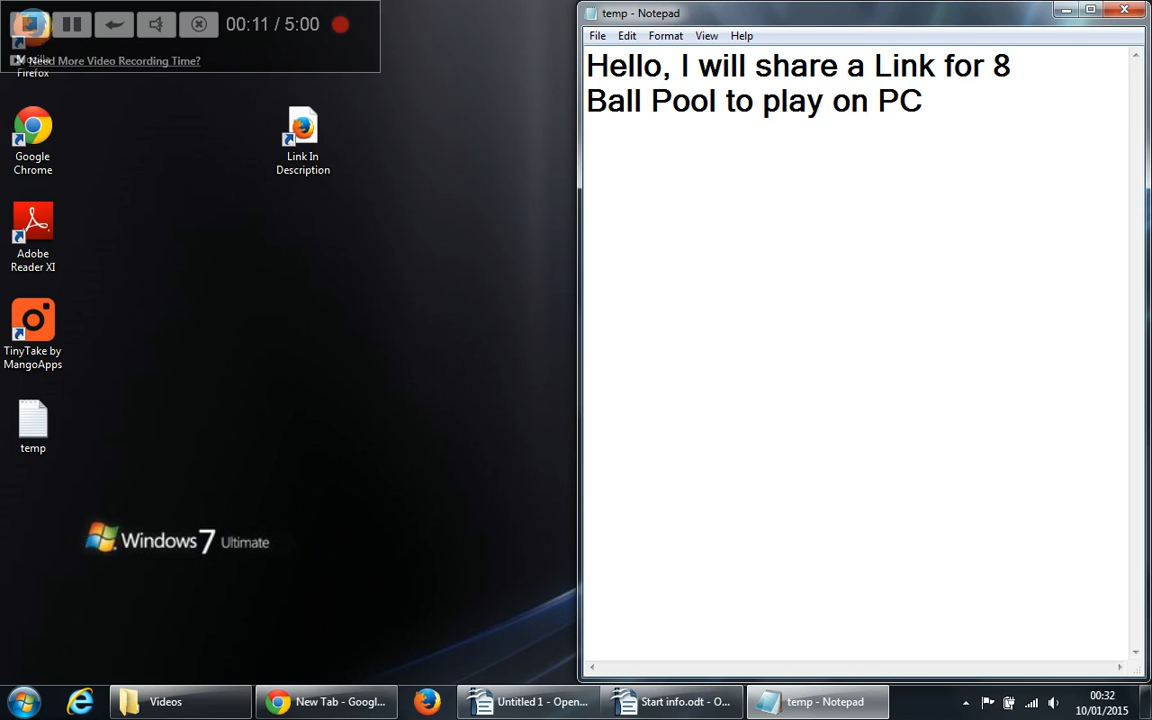 00:11 / 5:00
Need More Video Recording Time?
Firefox
Google
Chrome
Adobe
Reader XI
TinyTake by
MangoApps
temp
Link In
Description
Windows 7 Ultimate
temp - Notepad
File Edit Format View Help
Hello, I will share a Link for 8
Ball Pool to play on PC
Videos
New Tab - Googl...
Untitled 1 - Open...
Start info.odt - O...
temp - Notepad
00:32
10/01/2015